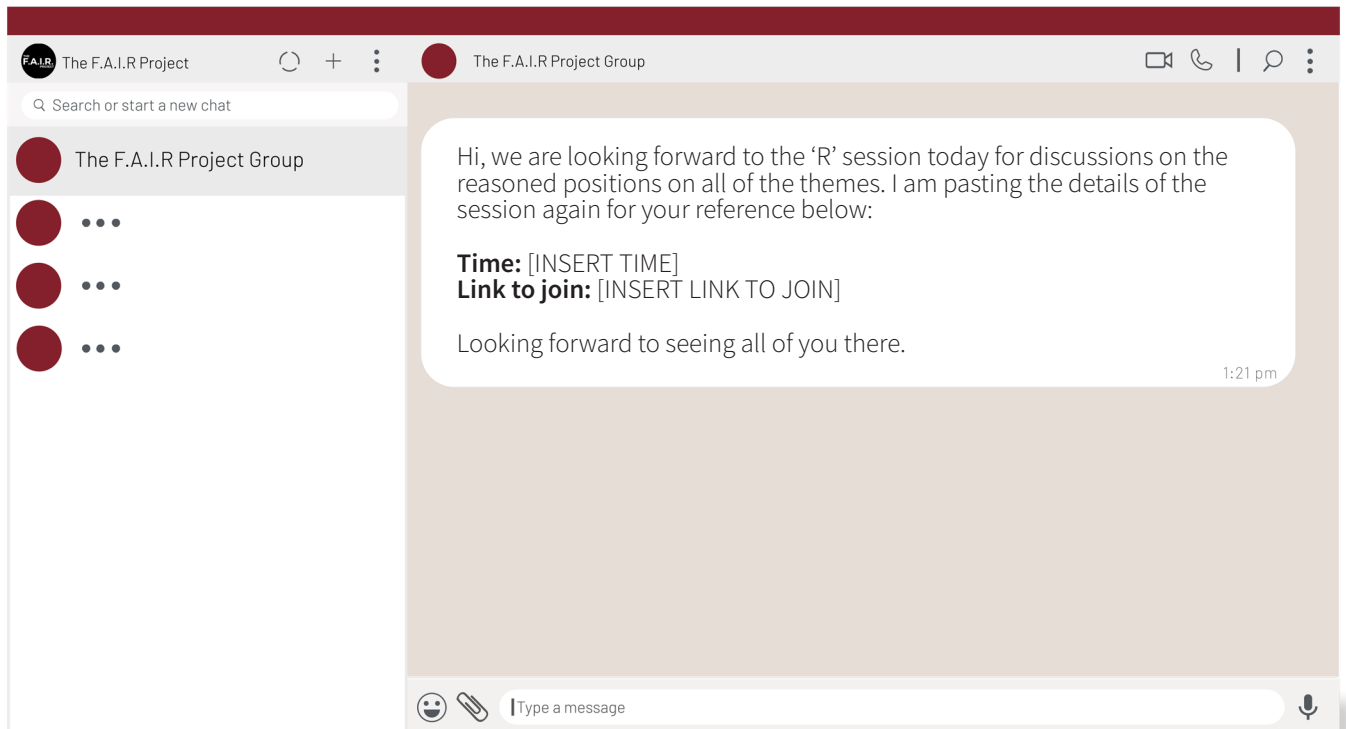 F.A.I.R.
The F.A.I.R Project
Search or start a new chat
The F.A.I.R Project Group
The F.A.I.R Project Group
Hi, we are looking forward to the ‘R’ session today for discussions on the
reasoned positions on all of the themes. I am pasting the details of the
session again for your reference below:
Time: [INSERT TIME]
Link to join: [INSERT LINK TO JOIN]
Looking forward to seeing all of you there.
1:21 pm
Type a message